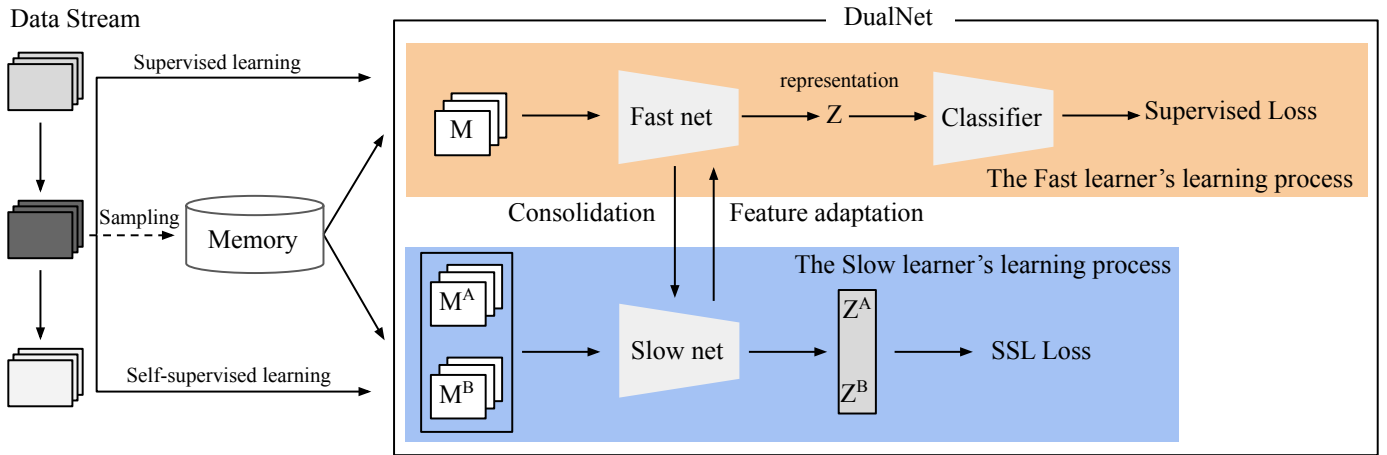 Data Stream
DualNet
Supervised learning
representation
M
Fast net
Z
Classifier
Supervised Loss
The Fast learner’s learning process
Sampling
Memory
Consolidation
Feature adaptation
The Slow learner’s learning process
M^A
Z^A
Slow net
SSL Loss
Self-supervised learning
M^B
Z^B